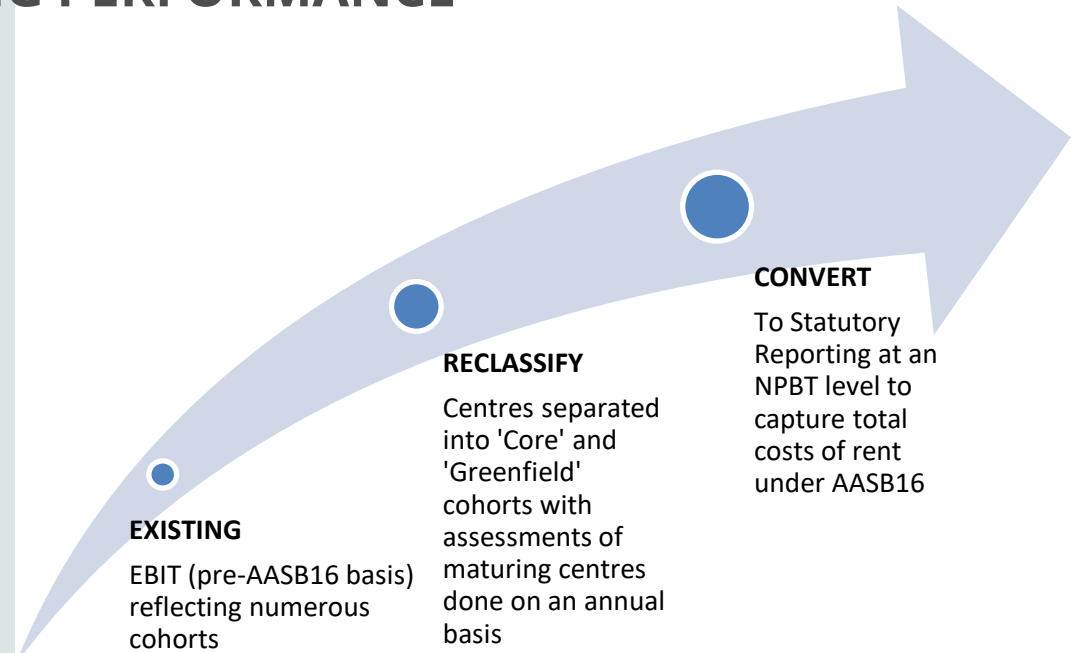 PERFORMANCE
EXISTING
EBIT (pre-AASB16 basis)
reflecting numerous
cohorts
RECLASSIFY
Centres separated
into 'Core' and
'Greenfield'
cohorts with
assessments of
maturing centres
done on an annual
basis
CONVERT
To Statutory
Reporting at an
NPBT level to
capture total
costs of rent
under AASB16